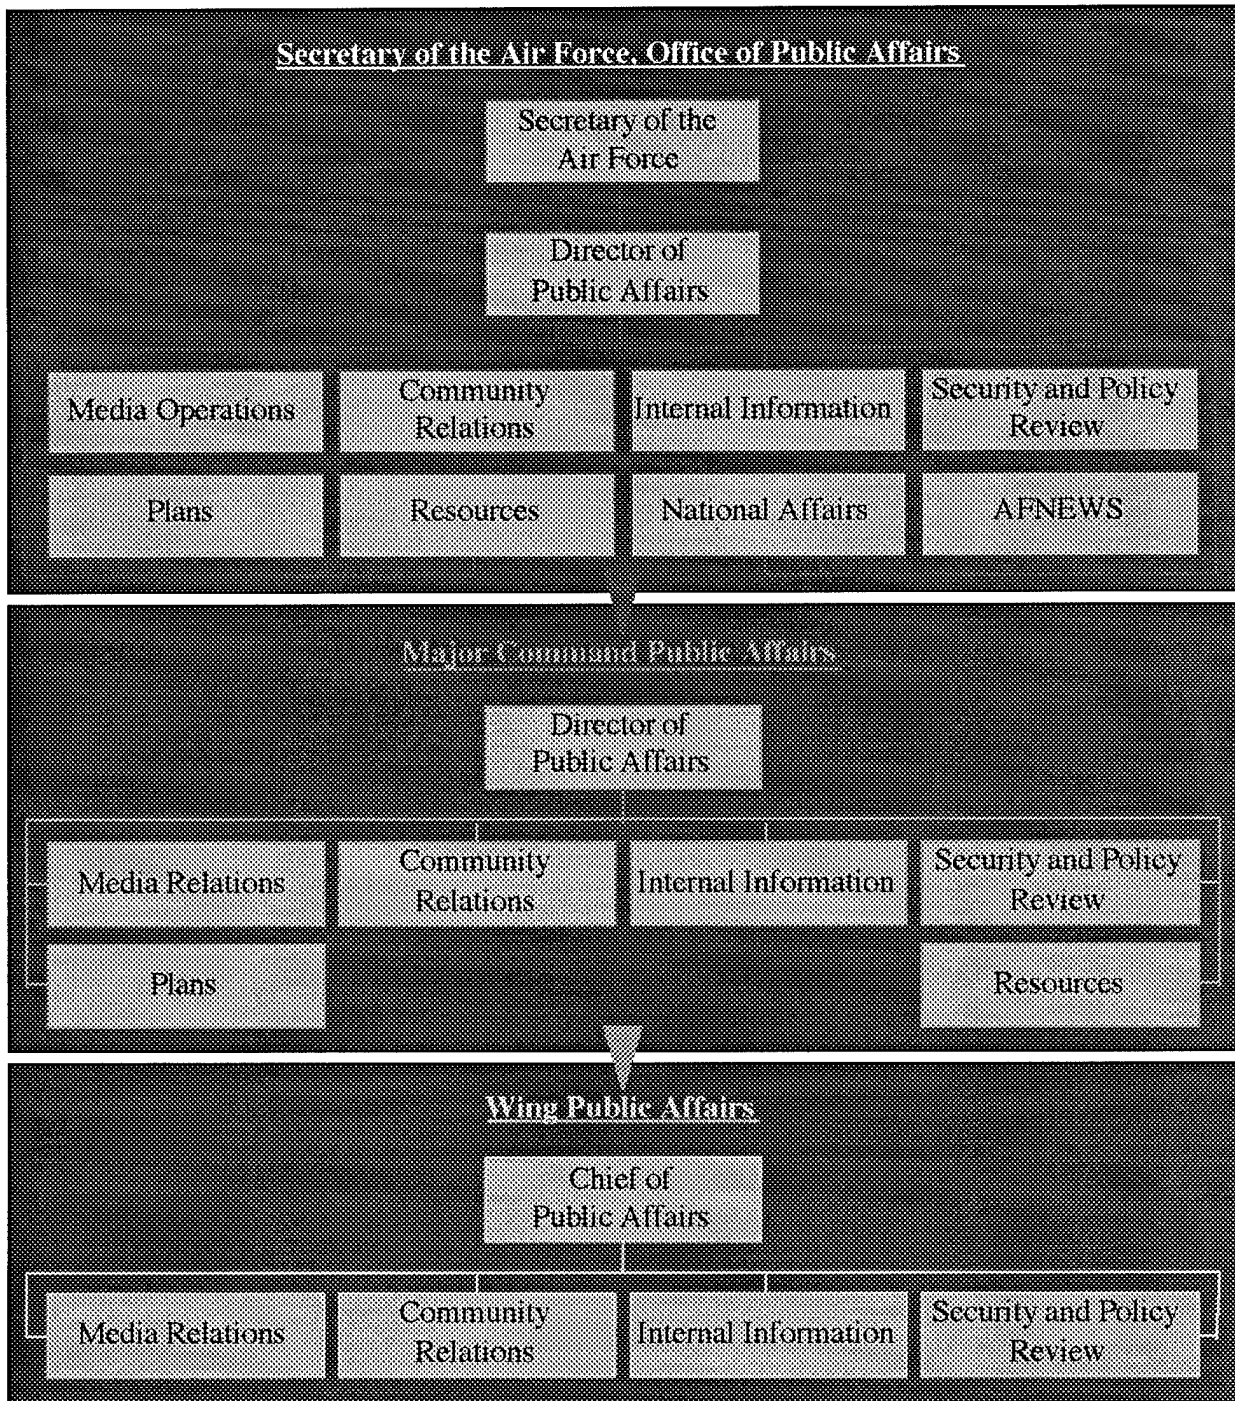 Secretary of the Air Force, Office of Public Affairs
Secretary of the
Air Force
Director of
Public Affairs
Media Operations
Community
Relations
Internal Information
Security and Policy
Review
Plans
Resources
National Affairs
AFNEWS
Major Command Public Affairs
Director of
Public Affairs
Media Relations
Community
Relations
Internal Information
Security and Policy
Review
Plans
Resources
Wing Public Affairs
Chief of
Public Affairs
Media Relations
Community
Relations
Internal Information
Security and Policy
Review